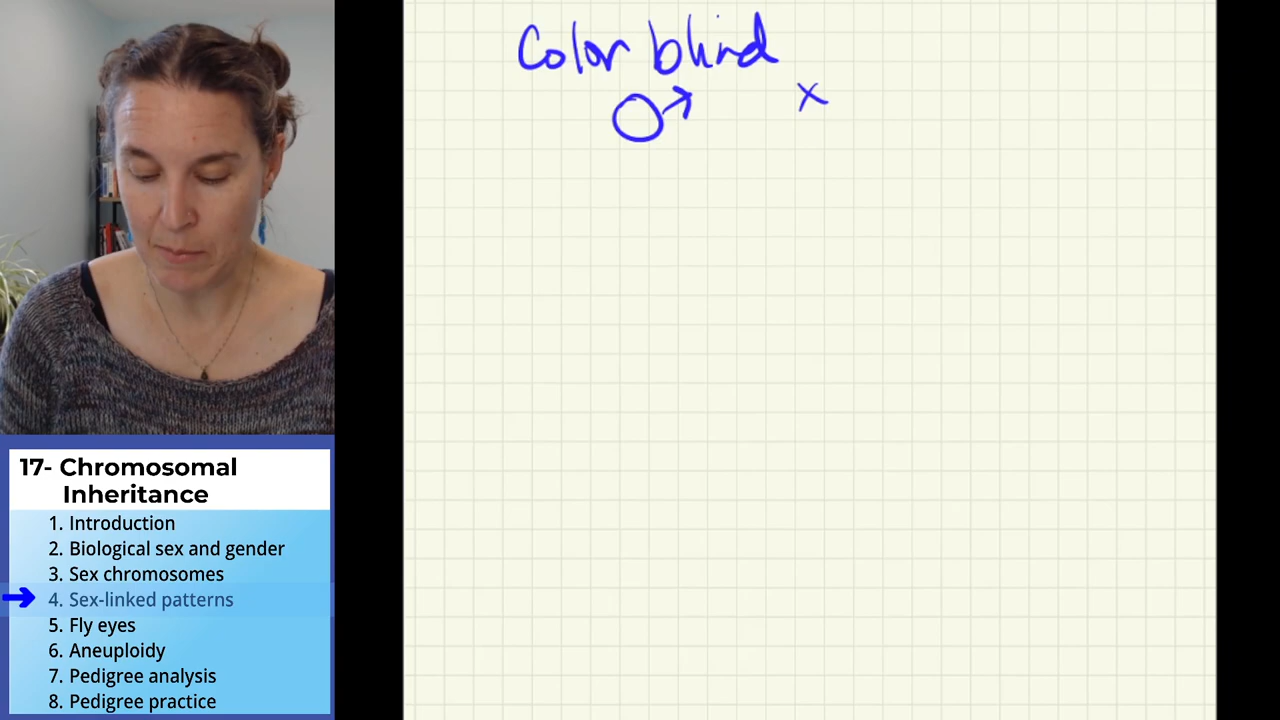 Color blind
♂ x
17- Chromosomal
Inheritance
1. Introduction
2. Biological sex and gender
3. Sex chromosomes
4. Sex-linked patterns
5. Fly eyes
6. Aneuploidy
7. Pedigree analysis
8. Pedigree practice